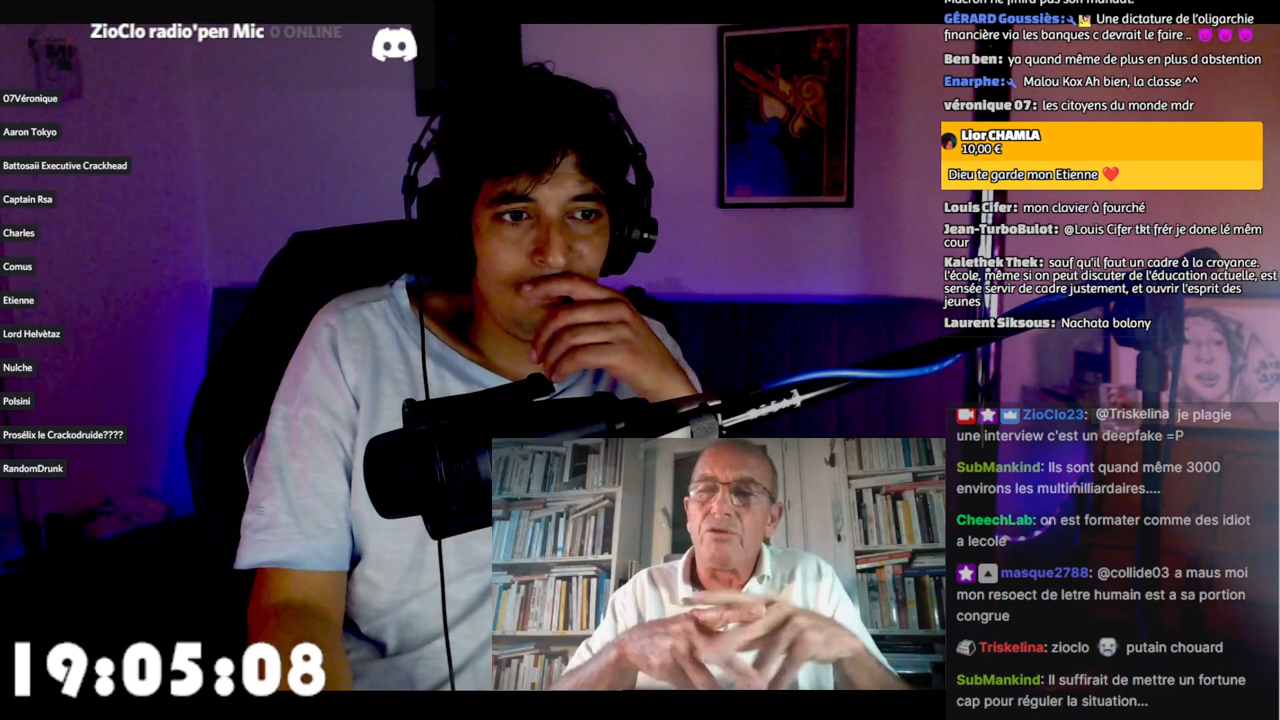 ZioClo radio'pen Mic 0 ONLINE
07Véronique
Aaron Tokyo
Battosaii Executive Crackhead
Captain Rsa
Charles
Comus
Etienne
Lord Helvètaz
Nulche
Polsini
Prosélix le Crackodruide????
RandomDrunk
19:05:08
Macron ne finira pas son mandat.
GÉRARD Goussiès: Une dictature de l'oligarchie
financière via les banques c devrait le faire ..
Ben ben: ya quand même de plus en plus d abstention
Enarphe: Malou Kox Ah bien, la classe ^^
véronique 07: les citoyens du monde mdr
Lior CHAMLA
10,00 €
Dieu te garde mon Etienne ❤️
Louis Cifer: mon clavier à fourché
Jean-TurboBulot: @Louis Cifer tkt frér je done lé mêm
cour
Kalethek Thek: sauf qu'il faut un cadre à la croyance.
l'école, même si on peut discuter de l'éducation actuelle, est
sensée servir de cadre justement, et ouvrir l'esprit des
jeunes
Laurent Siksous: Nachata bolony
ZioClo23: @Triskelina je plagie
une interview c'est un deepfake =P
SubMankind: Ils sont quand même 3000
environs les multimilliardaires....
CheechLab: on est formater comme des idiot
a lecole
masque2788: @collide03 a maus moi
mon resoect de letre humain est a sa portion
congrue
Triskelina: zioclo putain chouard
SubMankind: Il suffirait de mettre un fortune
cap pour réguler la situation...